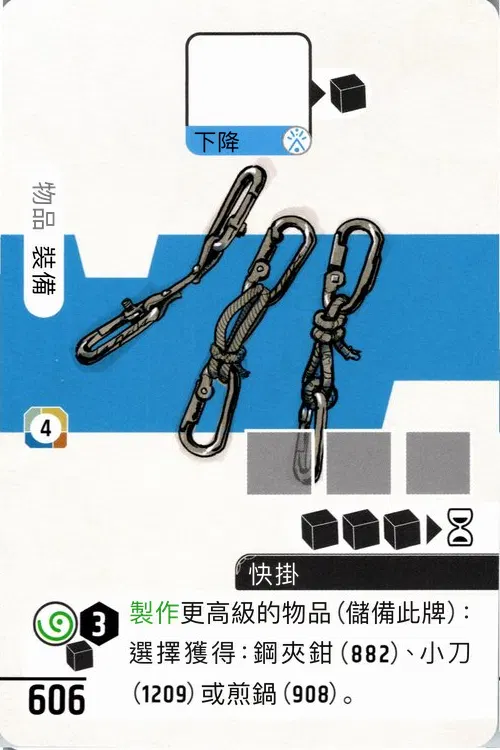 下降
物品 裝備
4
快掛
3
製作更高級的物品(儲備此牌):
選擇獲得:鋼夾鉗(882)、小刀
(1209)或煎鍋(908)。
606